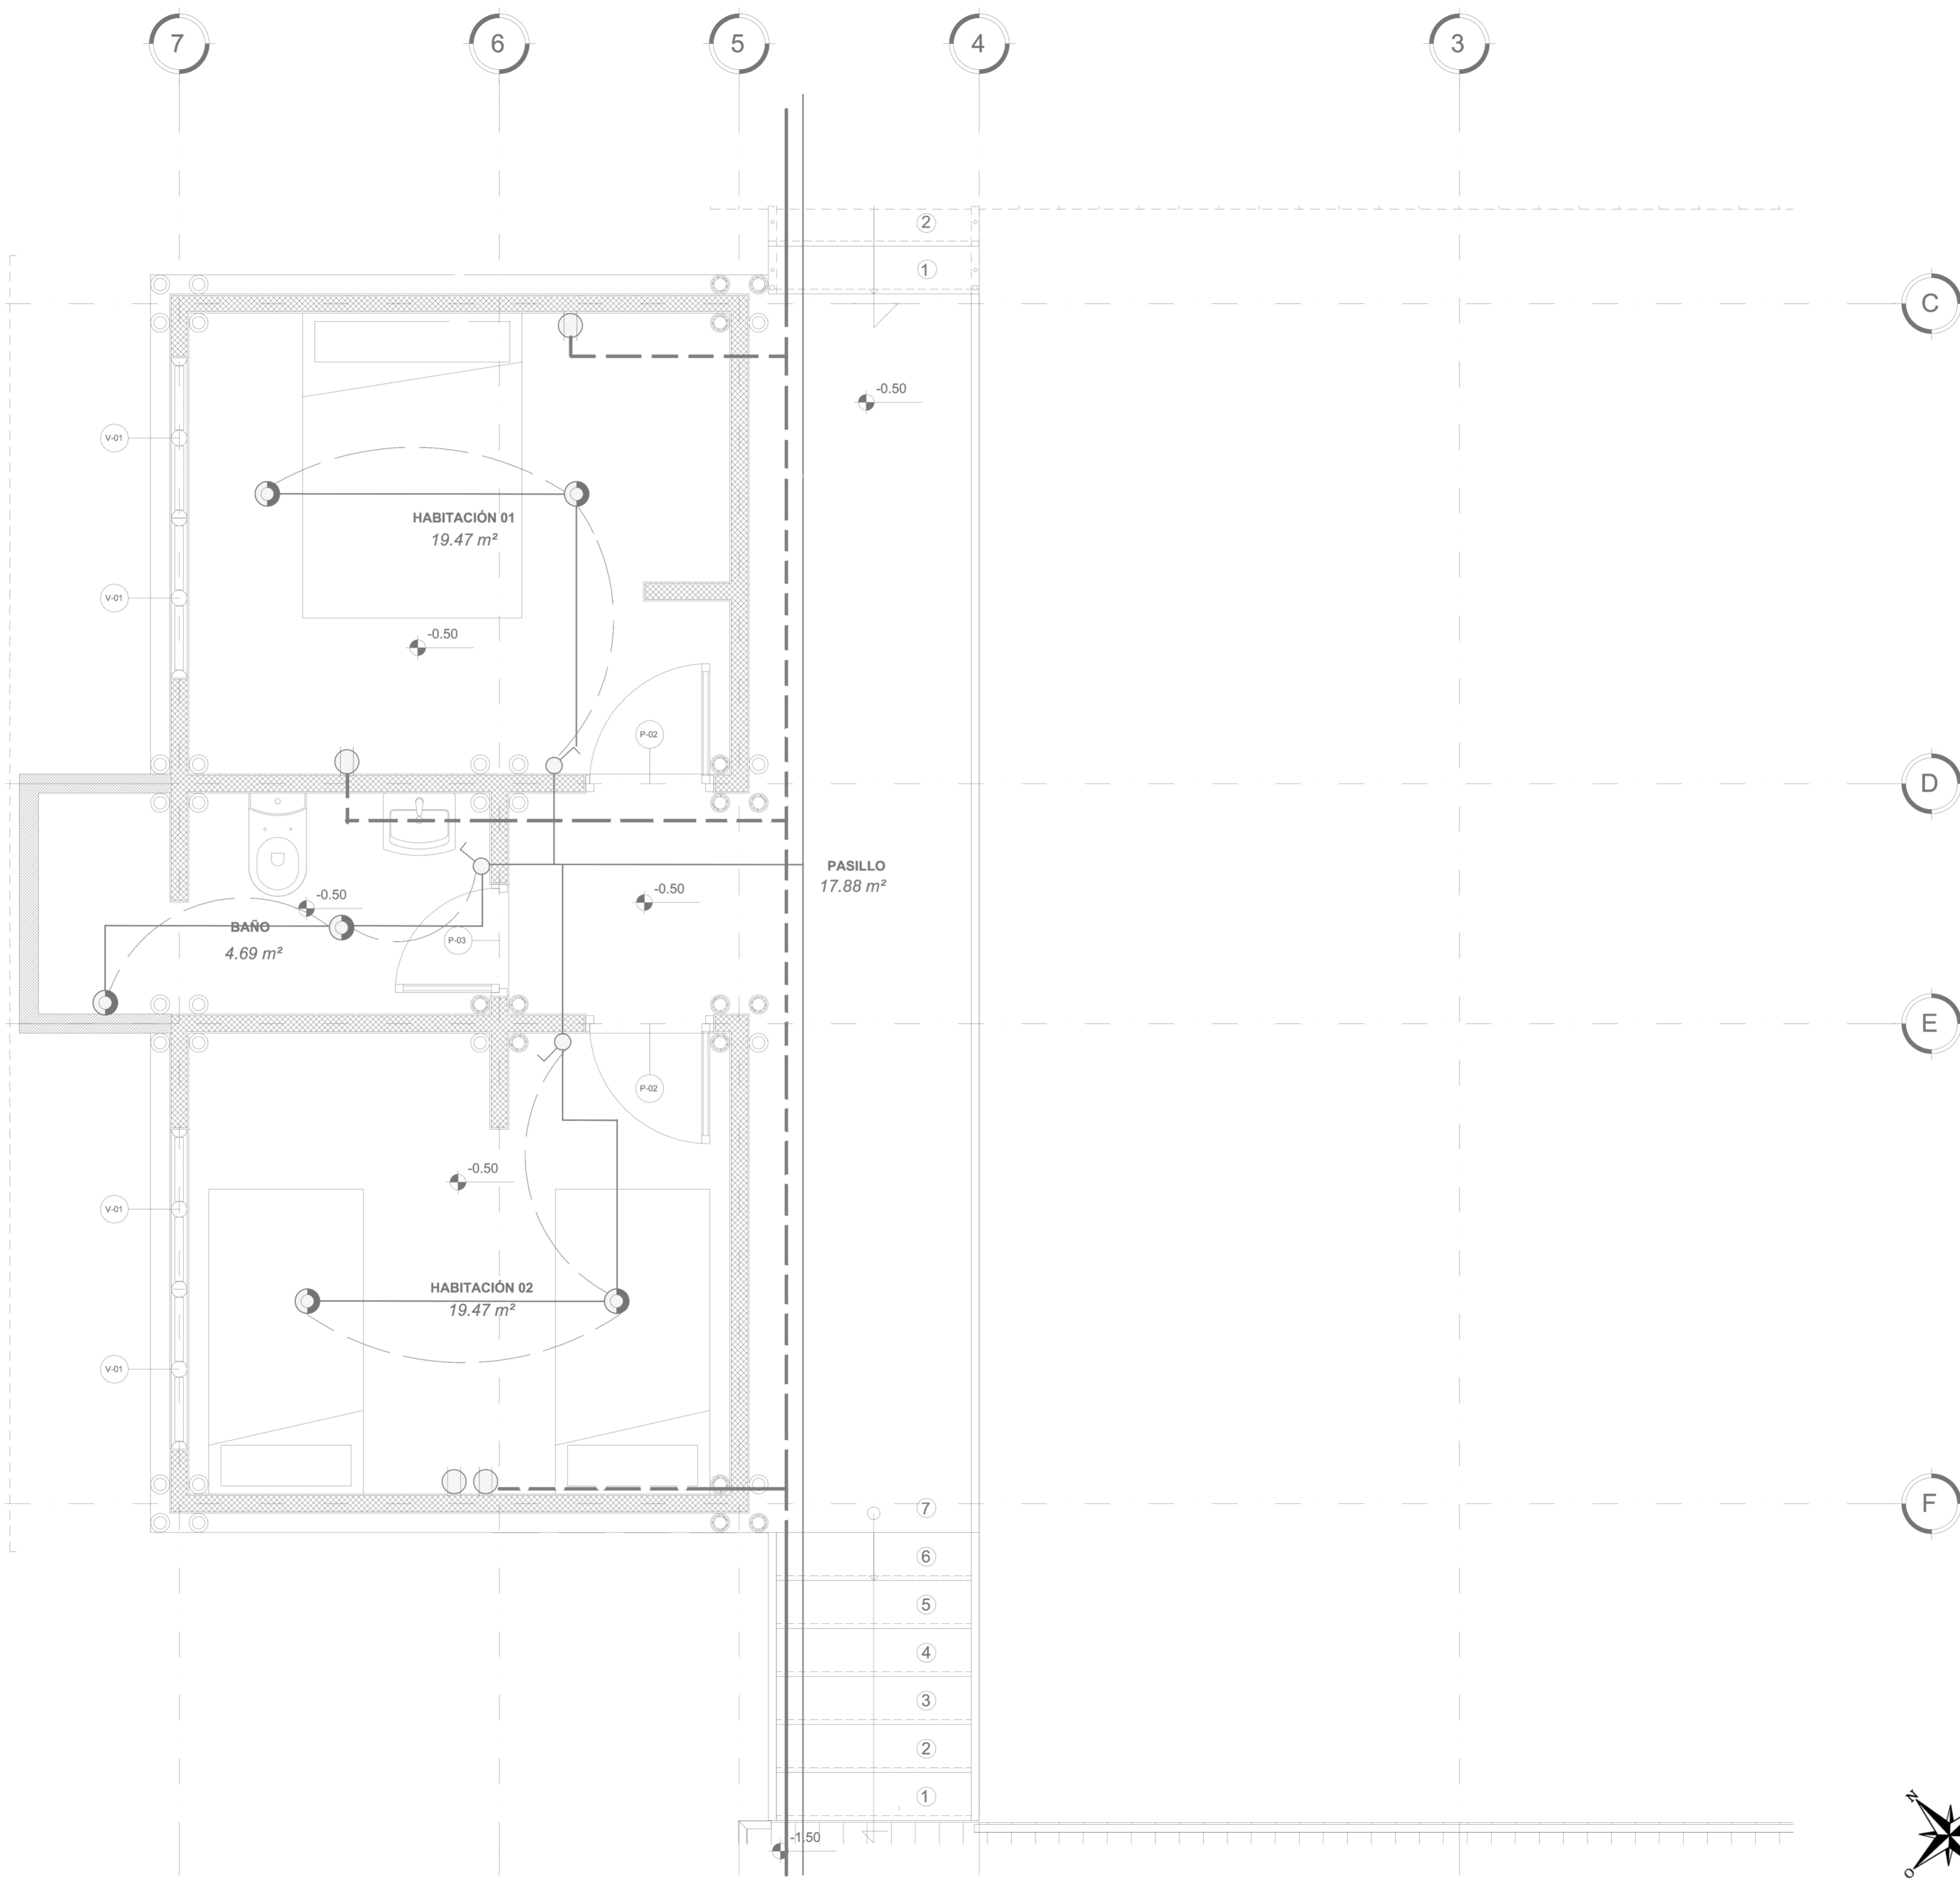 7
6
5
4
3
2
1
C
-0.50
V-01
HABITACIÓN 01
19.47 m²
V-01
-0.50
P-02
D
PASILLO
17.88 m²
-0.50
-0.50
BAÑO
4.69 m²
P-03
E
P-02
-0.50
V-01
HABITACIÓN 02
19.47 m²
V-01
F
7
6
5
4
3
2
1
-1.50
N
O